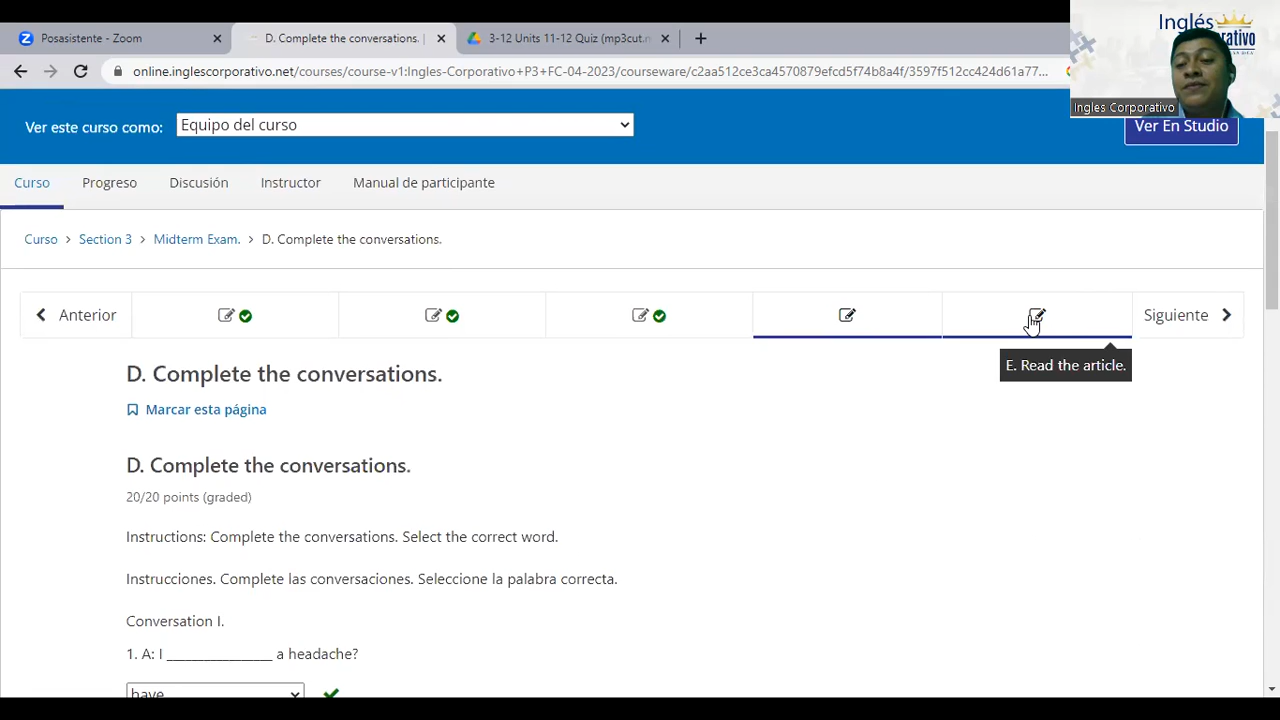 Posasistente - Zoom
D. Complete the conversations. |
3-12 Units 11-12 Quiz (mp3cut.n
online.inglescorporativo.net/courses/course-v1:Ingles-Corporativo+P3+FC-04-2023/courseware/c2aa512ce3ca4570879efcd5f74b8a4f/3597f512cc424d61a77...
Inglés
Ingles Corporativo
Ver este curso como:
Equipo del curso
Ver En Studio
Curso
Progreso
Discusión
Instructor
Manual de participante
Curso > Section 3 > Midterm Exam. > D. Complete the conversations.
Anterior
Siguiente
E. Read the article.
D. Complete the conversations.
Marcar esta página
D. Complete the conversations.
20/20 points (graded)
Instructions: Complete the conversations. Select the correct word.
Instrucciones. Complete las conversaciones. Seleccione la palabra correcta.
Conversation I.
1. A: I ________________ a headache?
have